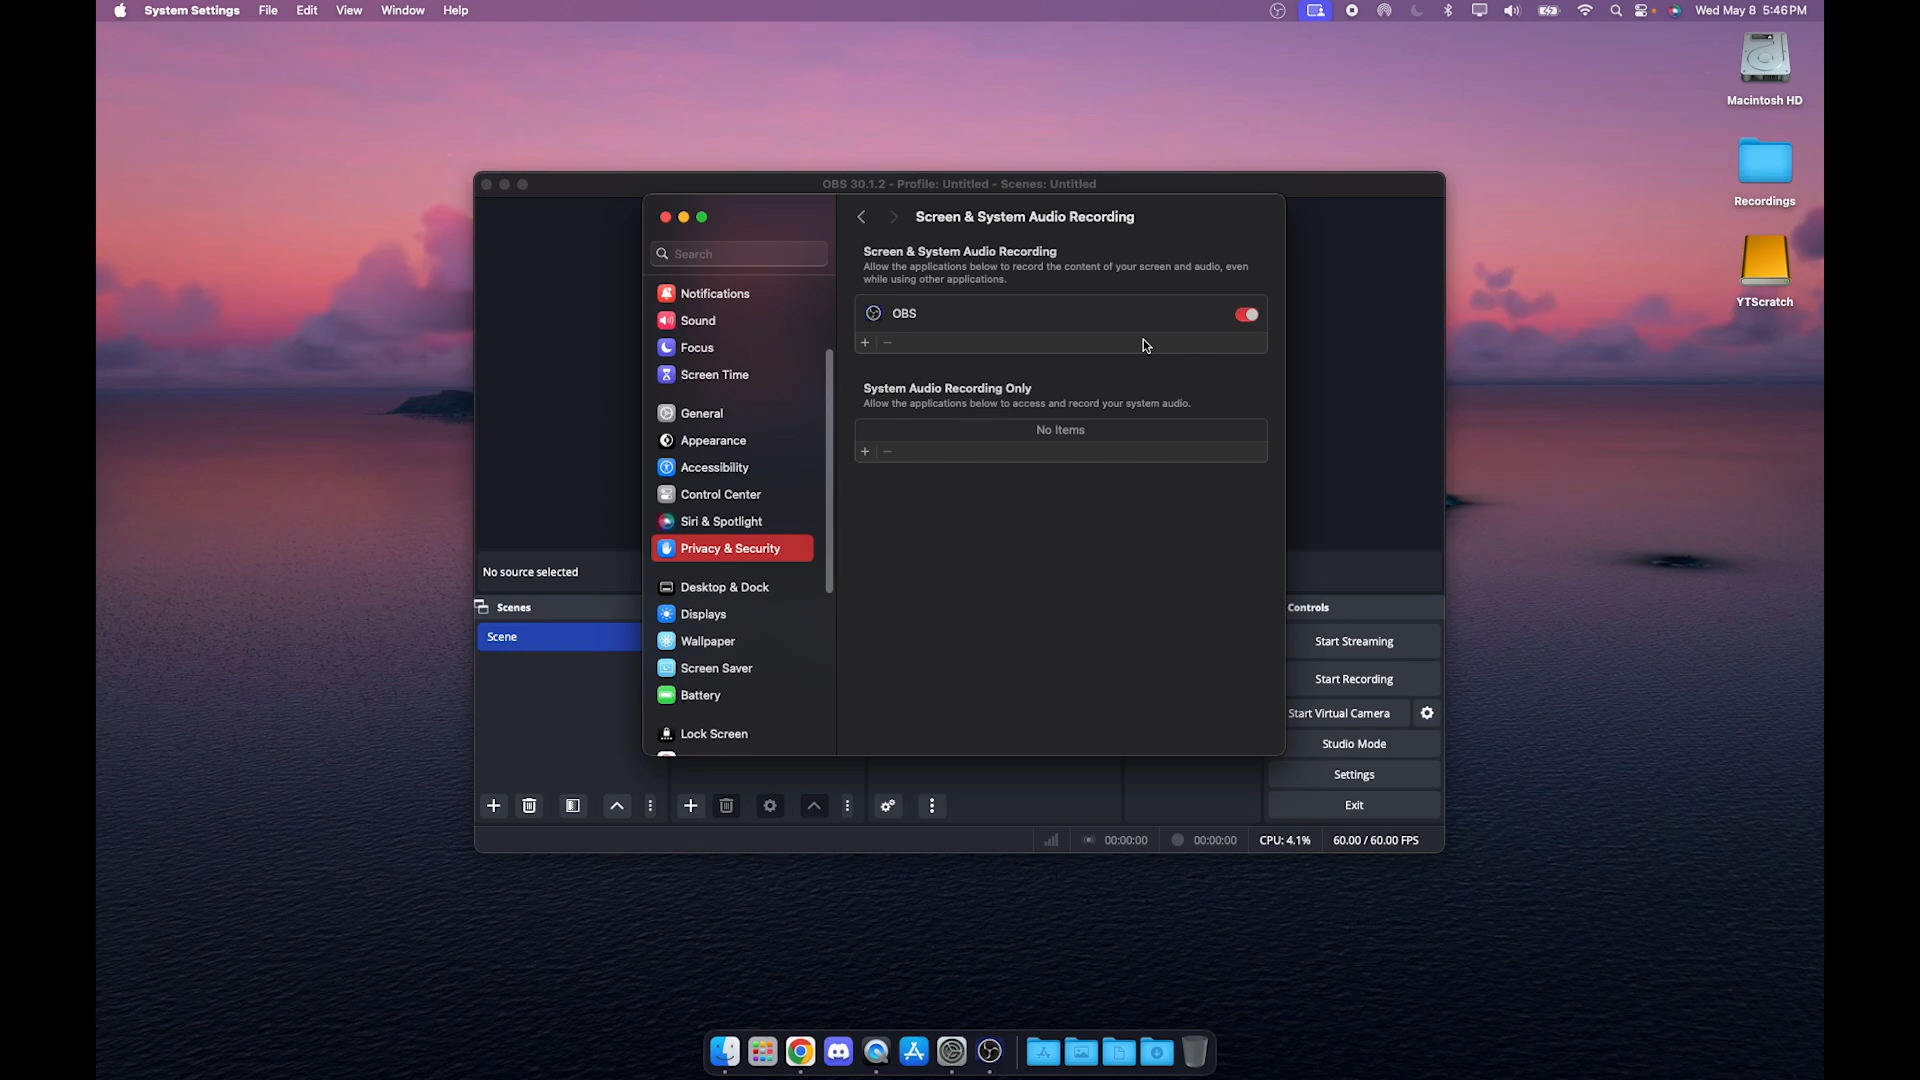 System Settings File Edit View Window Help
Wed May 8 5:46 PM
Macintosh HD
Recordings
YTScratch
OBS 30.1.2 - Profile: Untitled - Scenes: Untitled
Search
Notifications
Sound
Focus
Screen Time
General
Appearance
Accessibility
Control Center
Siri & Spotlight
Privacy & Security
Desktop & Dock
Displays
Wallpaper
Screen Saver
Battery
Lock Screen
Screen & System Audio Recording
Screen & System Audio Recording
Allow the applications below to record the content of your screen and audio, even
while using other applications.
OBS
System Audio Recording Only
Allow the applications below to access and record your system audio.
No Items
No source selected
Scenes
Scene
Controls
Start Streaming
Start Recording
Start Virtual Camera
Studio Mode
Settings
Exit
00:00:00 00:00:00 CPU: 4.1% 60.00 / 60.00 FPS